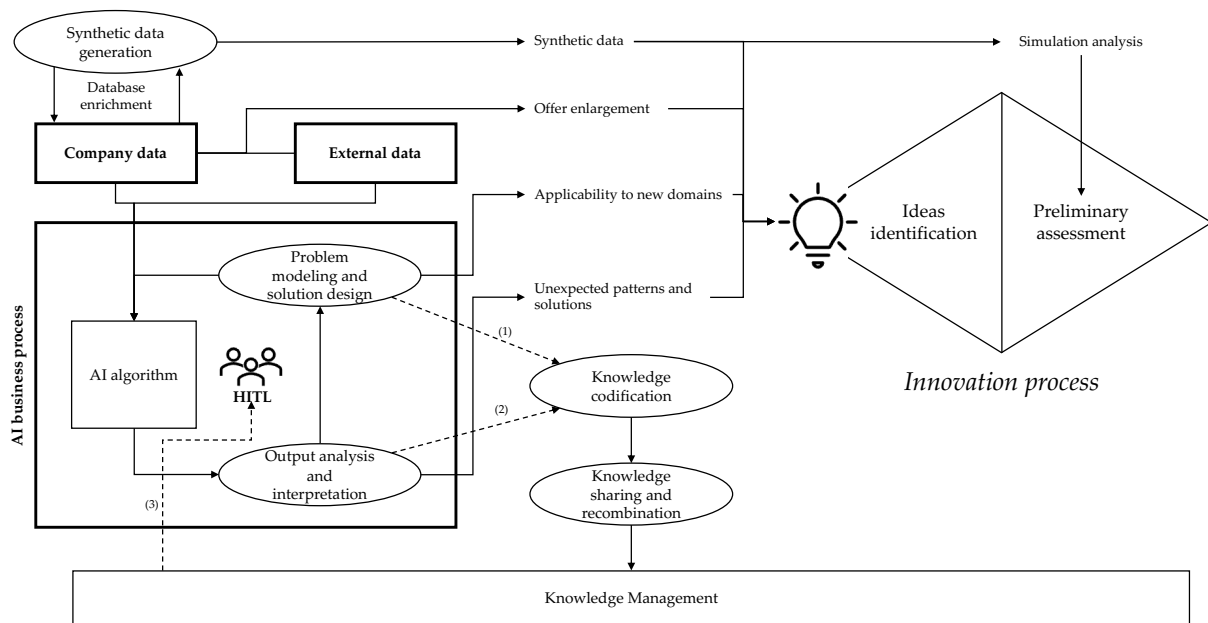 Synthetic data
generation
Synthetic data
Simulation analysis
Database
enrichment
Offer enlargement
Company data
External data
Applicability to new domains
Ideas
identification
Preliminary
assessment
Problem
modeling and
solution design
Unexpected patterns and
solutions
(1)
AI business process
AI algorithm
HITL
Knowledge
codification
Innovation process
(2)
Output analysis
and
interpretation
Knowledge
sharing and
recombination
(3)
Knowledge Management